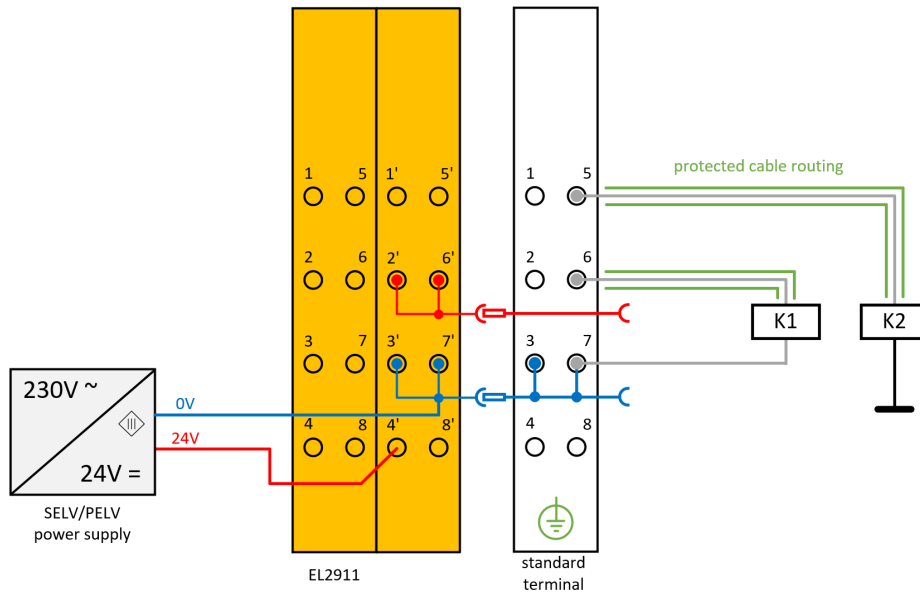 1 5 1' 5' 1 5
protected cable routing
2 6 2' 6' 2 6
K1 K2
3 7 3' 7' 3 7
230V ~
0V
III
24V
4 8 4' 8' 4 8
24V =
SELV/PELV
power supply
EL2911
standard
terminal